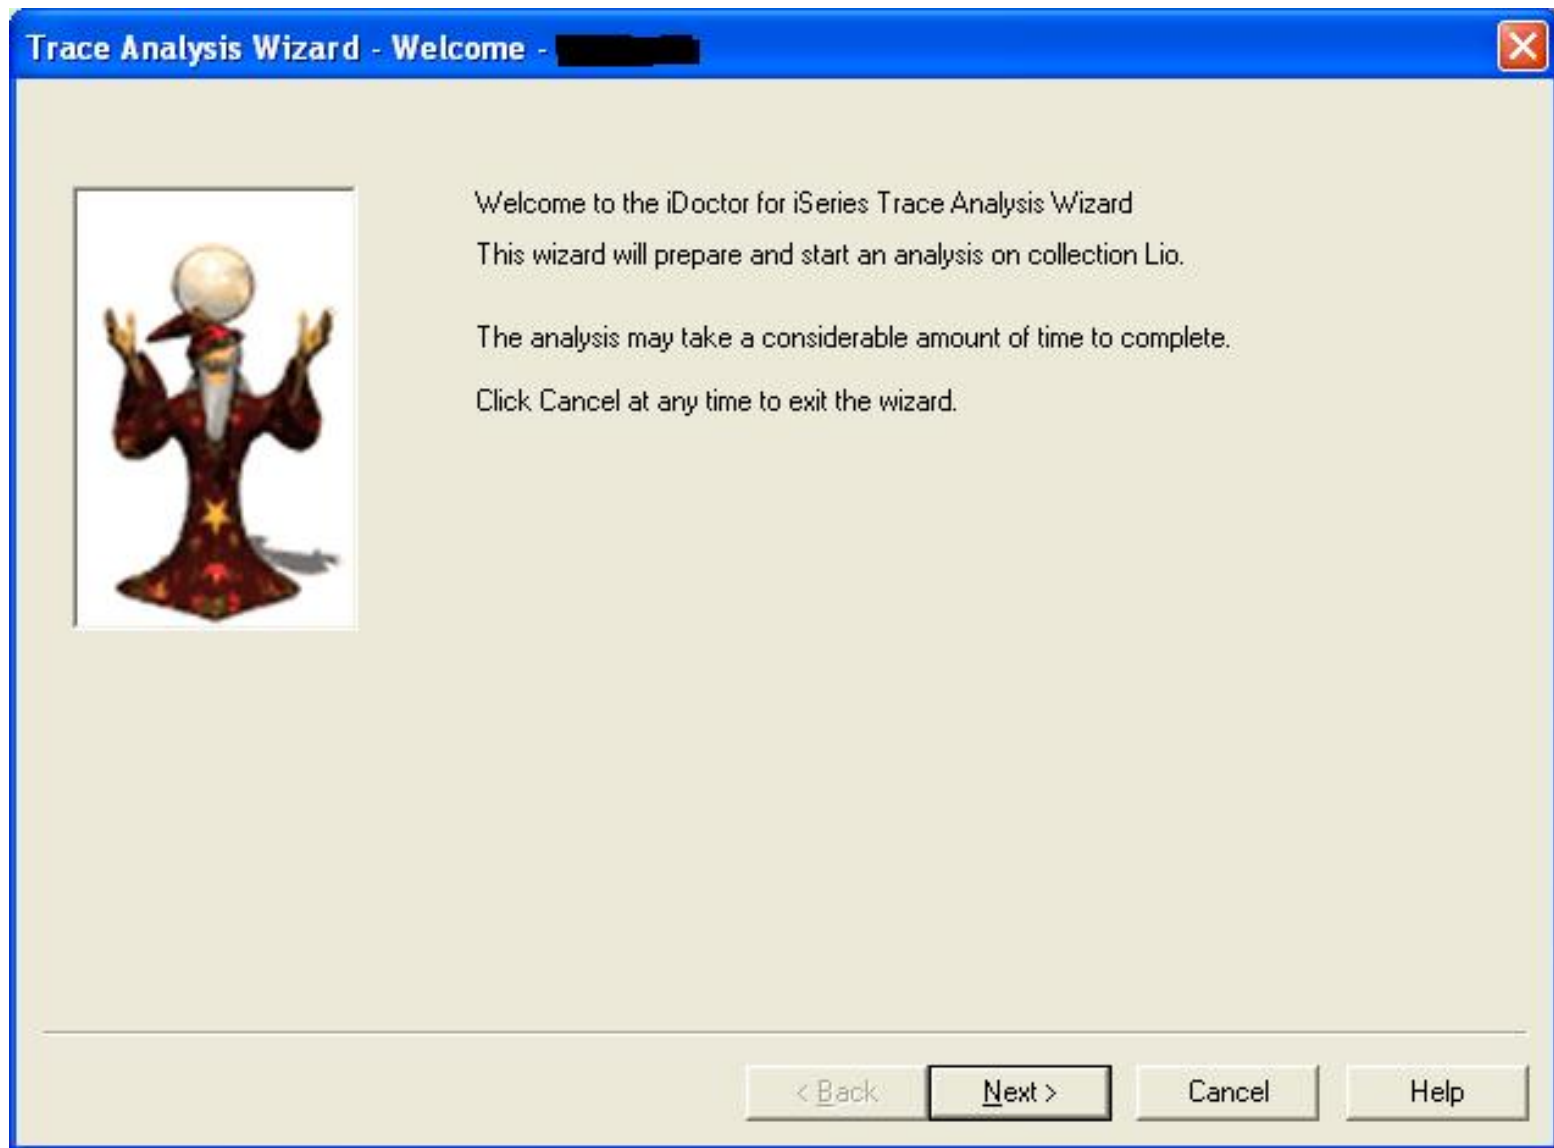 Trace Analysis Wizard - Welcome -
Welcome to the iDoctor for iSeries Trace Analysis Wizard
This wizard will prepare and start an analysis on collection Lio.
The analysis may take a considerable amount of time to complete.
Click Cancel at any time to exit the wizard.
< Back Next > Cancel Help